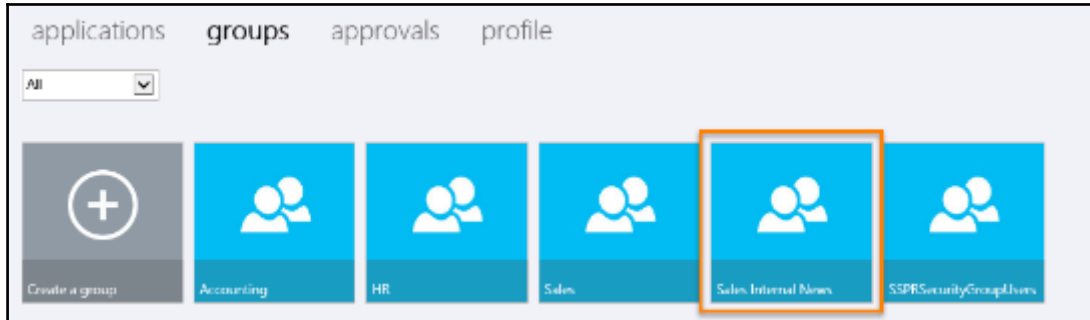 applications groups approvals profile
All
Create a group Accounting HR Sales Sales Internal News SSPRSecurityGroupUsers